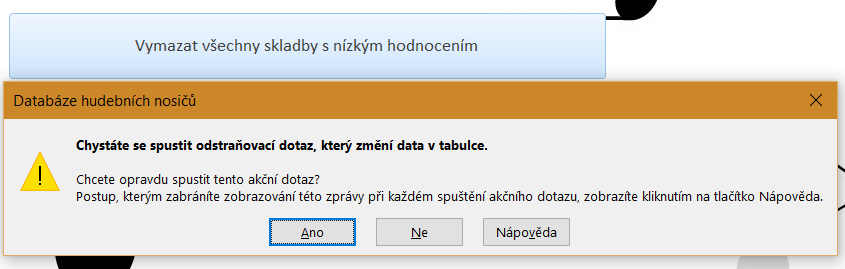 Vymazat všechny skladby s nízkým hodnocením
Databáze hudebních nosičů
Chystáte se spustit odstraňovací dotaz, který změní data v tabulce.
Chcete opravdu spustit tento akční dotaz?
Postup, kterým zabráníte zobrazování této zprávy při každém spuštění akčního dotazu, zobrazíte kliknutím na tlačítko Nápověda.
Ano Ne Nápověda